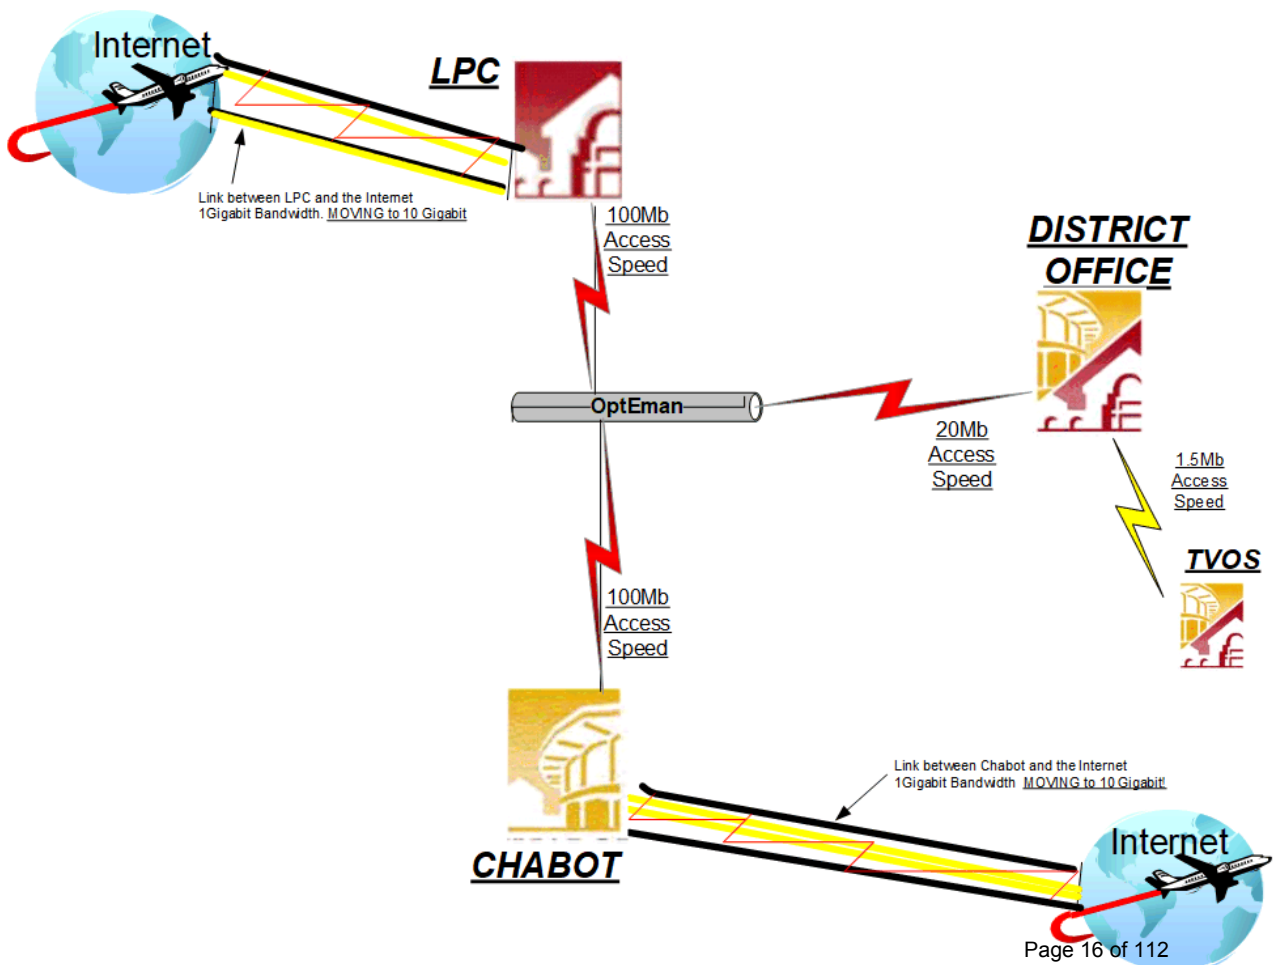 Internet
LPC
Link between LPC and the Internet
1Gigabit Bandwidth. MOVING to 10 Gigabit
100Mb
Access
Speed
DISTRICT
OFFICE
OptEman
20Mb
Access
Speed
1.5Mb
Access
Speed
TVOS
100Mb
Access
Speed
CHABOT
Link between Chabot and the Internet
1Gigabit Bandwidth MOVING to 10 Gigabit!
Internet
Page 16 of 112